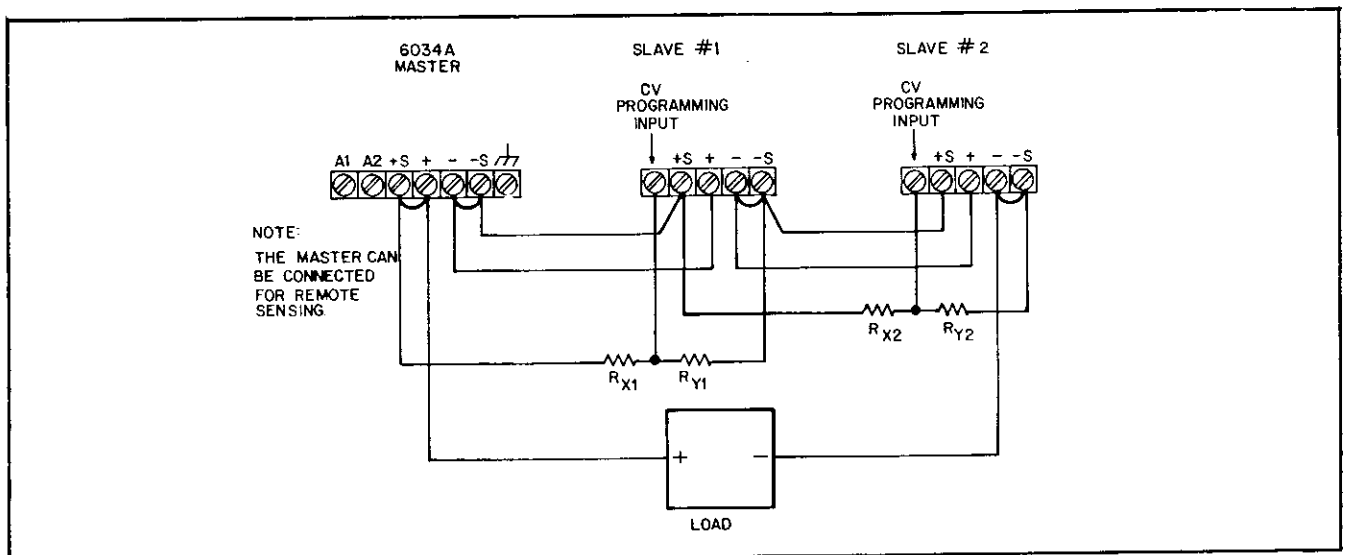 6034A
MASTER
SLAVE #1
SLAVE #2
CV
PROGRAMMING
INPUT
CV
PROGRAMMING
INPUT
A1 A2 +S + - -S
+S + - -S
+S + - -S
NOTE:
THE MASTER CAN
BE CONNECTED
FOR REMOTE
SENSING.
RX2 RY2
RX1 RY1
+ -
LOAD